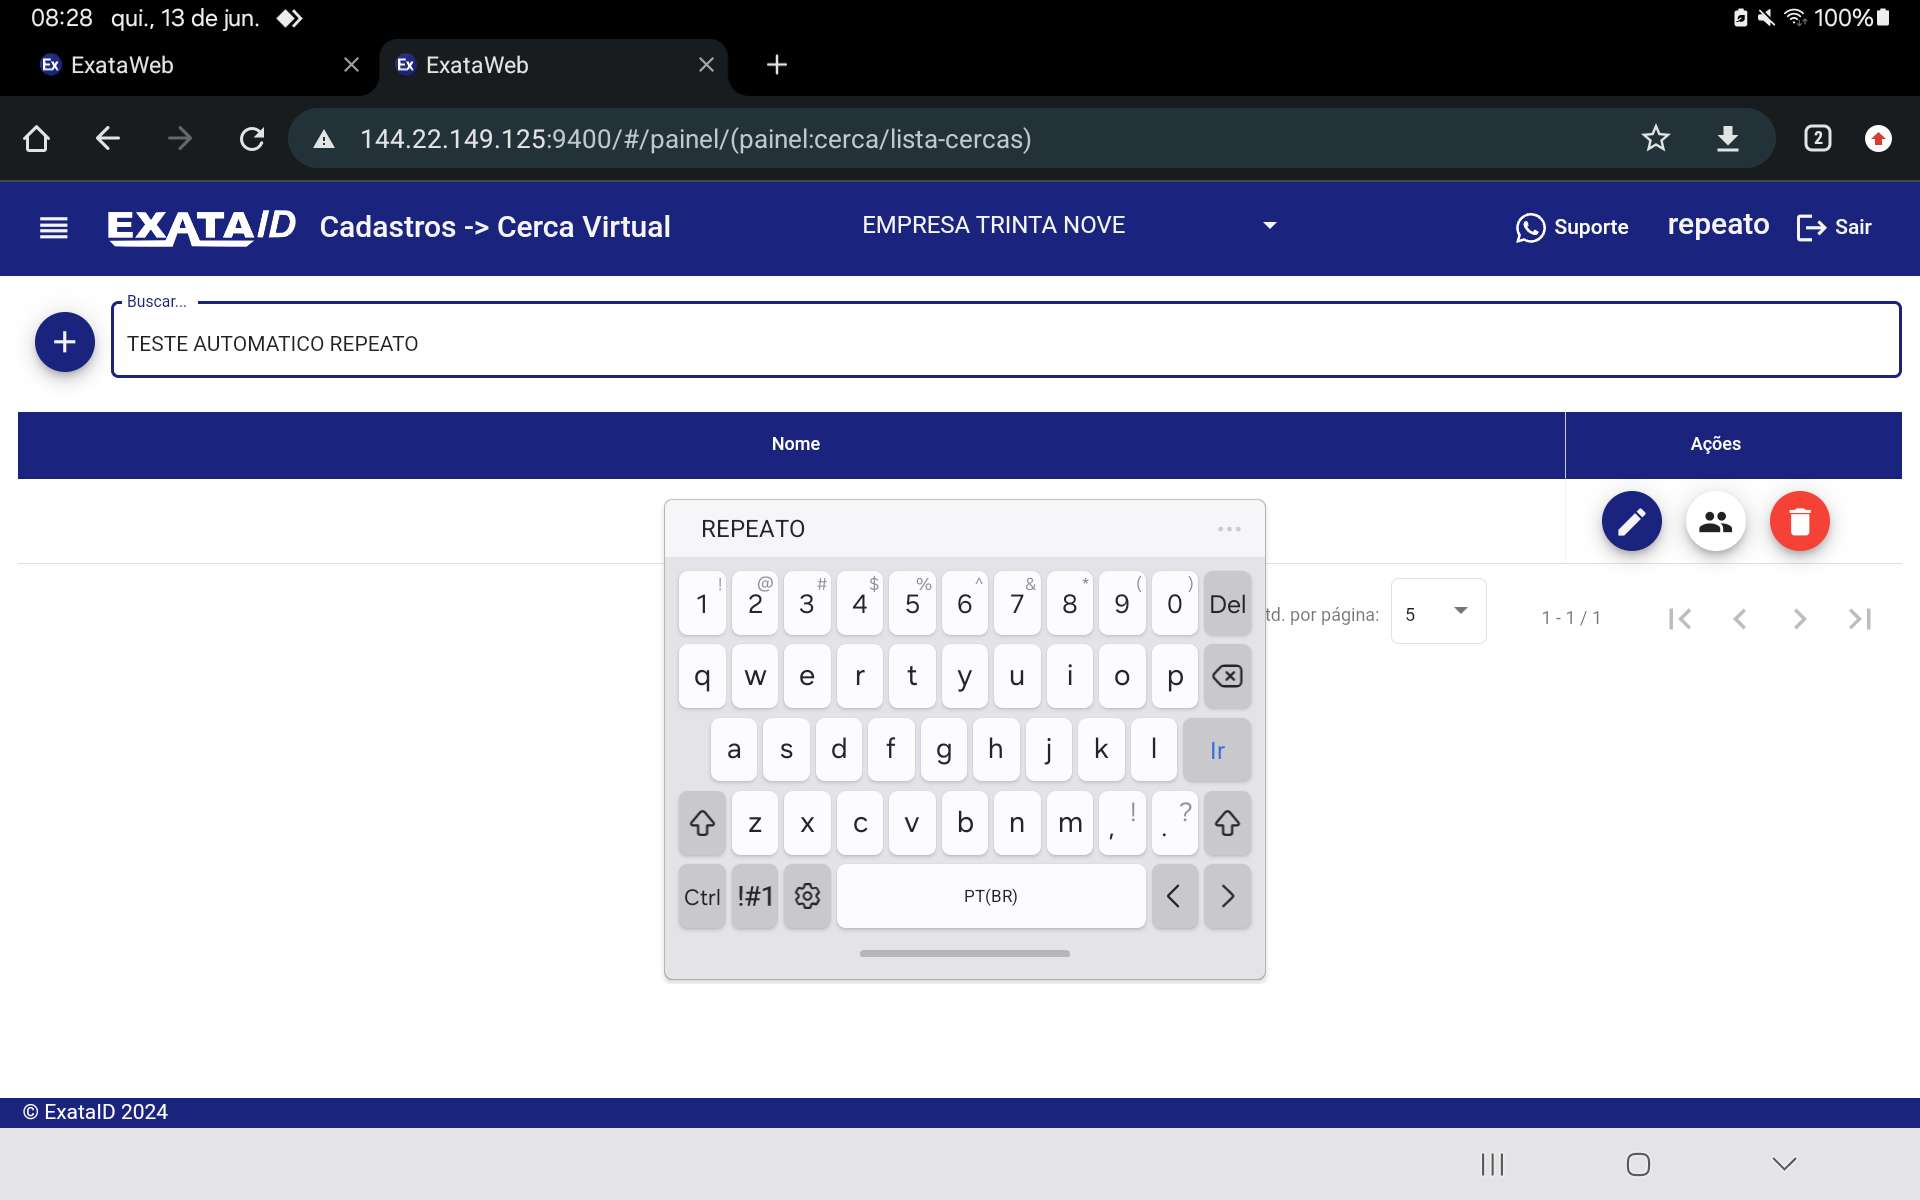 08:28 qui., 13 de jun. 100%
Ex ExataWeb Ex ExataWeb
144.22.149.125:9400/#/painel/(painel:cerca/lista-cercas) 2
EXATAID Cadastros -> Cerca Virtual EMPRESA TRINTA NOVE Suporte repeato Sair
Buscar...
TESTE AUTOMATICO REPEATO
Nome Ações
REPEATO
! @ # $ % ^ & * ( )
1 2 3 4 5 6 7 8 9 0 Del
td. por página: 5 1 - 1 / 1
q w e r t y u i o p
a s d f g h j k l Ir
z x c v b n m , ! . ?
Ctrl !#1 PT(BR)
© ExataID 2024